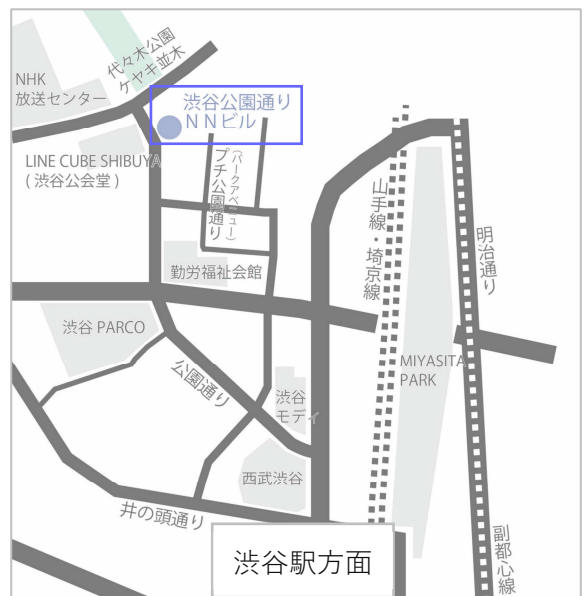 代々木公園
ケヤキ並木
NHK
放送センター
渋谷公園通り
NNビル
LINE CUBE SHIBUYA
( 渋谷公会堂 )
プチ公園通り
(パークアベニュー)
山手線・埼京線
明治通り
勤労福祉会館
渋谷 PARCO
公園通り
MIYASITA
PARK
渋谷
モディ
西武渋谷
井の頭通り
渋谷駅方面
副都心線